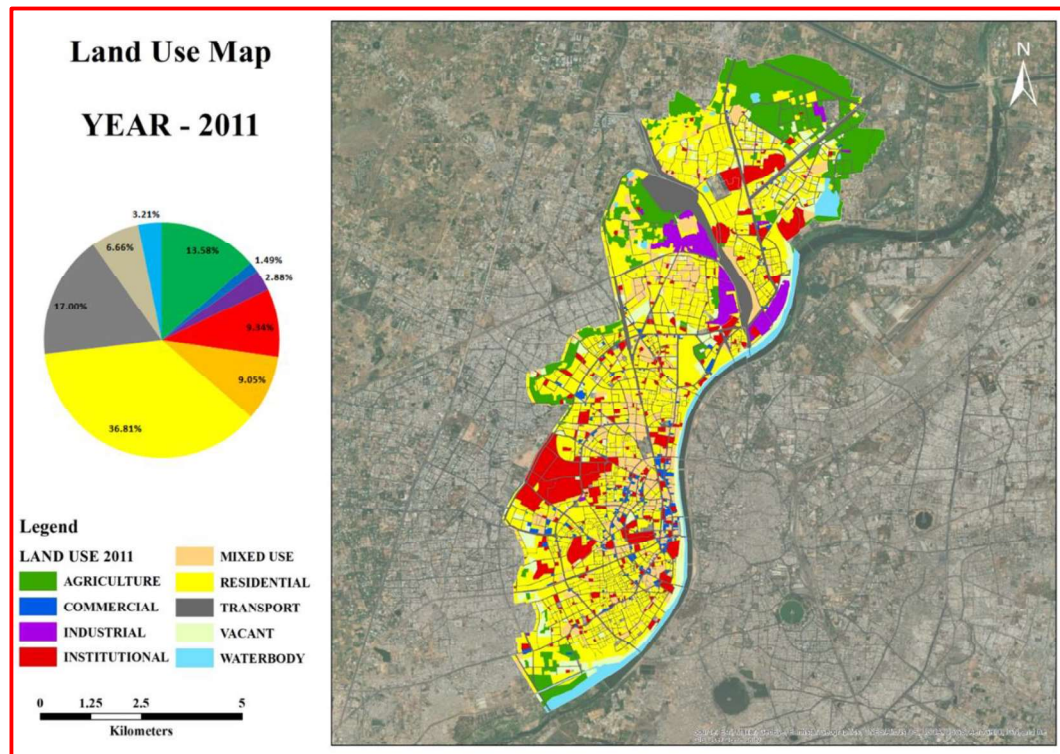 Land Use Map
YEAR - 2011
3.21%
13.58%
1.49%
2.88%
9.34%
9.05%
36.81%
17.00%
6.66%
N
Legend
LAND USE 2011
AGRICULTURE
COMMERCIAL
INDUSTRIAL
INSTITUTIONAL
MIXED USE
RESIDENTIAL
TRANSPORT
VACANT
WATERBODY
0 1.25 2.5 5
Kilometers